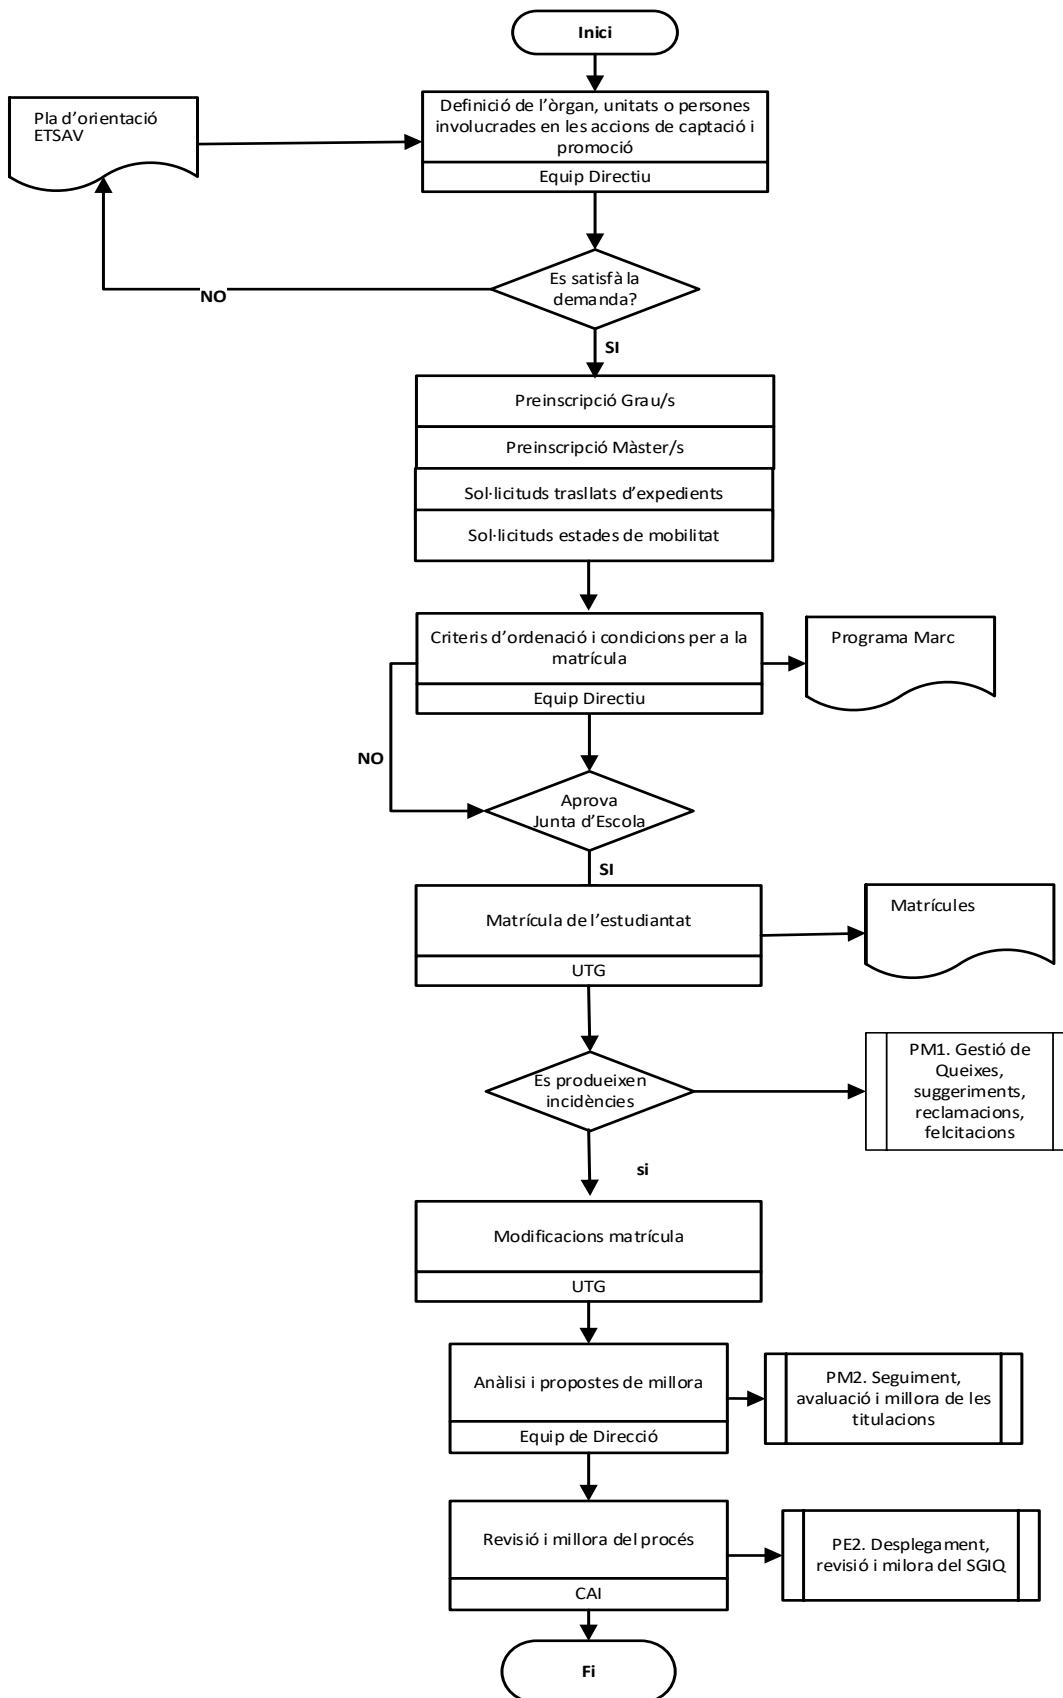 Inici
Pla d'orientació
ETSAV
Definició de l'òrgan, unitats o persones
involucrades en les accions de captació i
promoció
Equip Directiu
Es satisfà la
demanda?
NO
SI
Preinscripció Grau/s
Preinscripció Màster/s
Sol·licituds trasllats d'expedients
Sol·licituds estades de mobilitat
Criteris d'ordenació i condicions per a la
matrícula
Equip Directiu
Programa Marc
NO
Aprova
Junta d'Escola
SI
Matrícula de l'estudiantat
UTG
Matrícules
Es produeixen
incidències
PM1. Gestió de
Queixes,
suggeriments,
reclamacions,
felcitacions
si
Modificacions matrícula
UTG
Anàlisi i propostes de millora
Equip de Direcció
PM2. Seguiment,
avaluació i millora de les
titulacions
Revisió i millora del procés
CAI
PE2. Desplegament,
revisió i milora del SGIQ
Fi